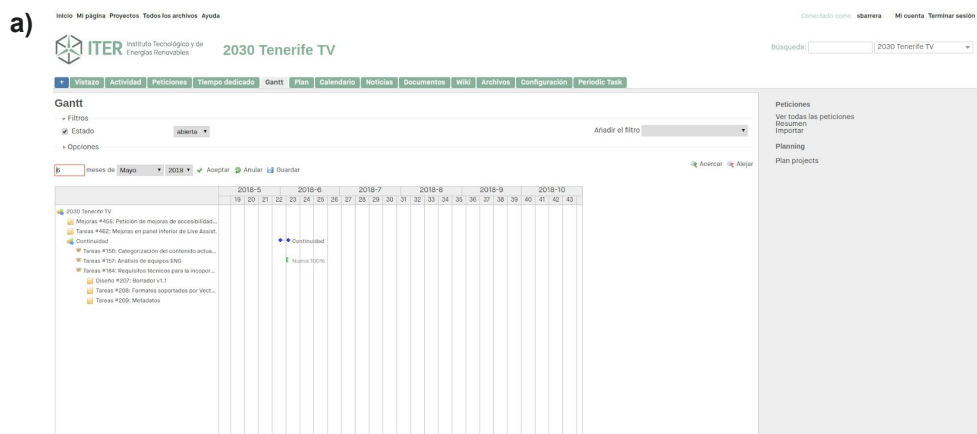 a)
Inicio Mi página Proyectos Todos los archivos Ayuda
Conectado como sbarrera Mi cuenta Terminar sesión
ITER Instituto Tecnológico y de
Energías Renovables
2030 Tenerife TV
Búsqueda: 2030 Tenerife TV
+ Vistazo Actividad Peticiones Tiempo dedicado Gantt Plan Calendario Noticias Documentos Wiki Archivos Configuración Periodic Task
Gantt
Filtros
Estado abierta Añadir el filtro
Opciones
6 meses de Mayo 2018 Aceptar Anular Guardar
Acercar Alejar
2018-5 2018-6 2018-7 2018-8 2018-9 2018-10
19 20 21 22 23 24 25 26 27 28 29 30 31 32 33 34 35 36 37 38 39 40 41 42 43
2030 Tenerife TV
Mejoras #455: Petición de mejoras de accesibilidad...
Tareas #462: Mejoras en panel inferior de Live Assist.
Continuidad Continuidad
Tareas #156: Categorización del contenido actua...
Tareas #157: Análisis de equipos ENG Nueva 100%
Tareas #184: Requisitos técnicos para la incopor...
Diseño #207: Borrador v1.1
Tareas #208: Formatos soportados por Vect...
Tareas #209: Metadatos
Peticiones
Ver todas las peticiones
Resumen
Importar
Planning
Plan projects